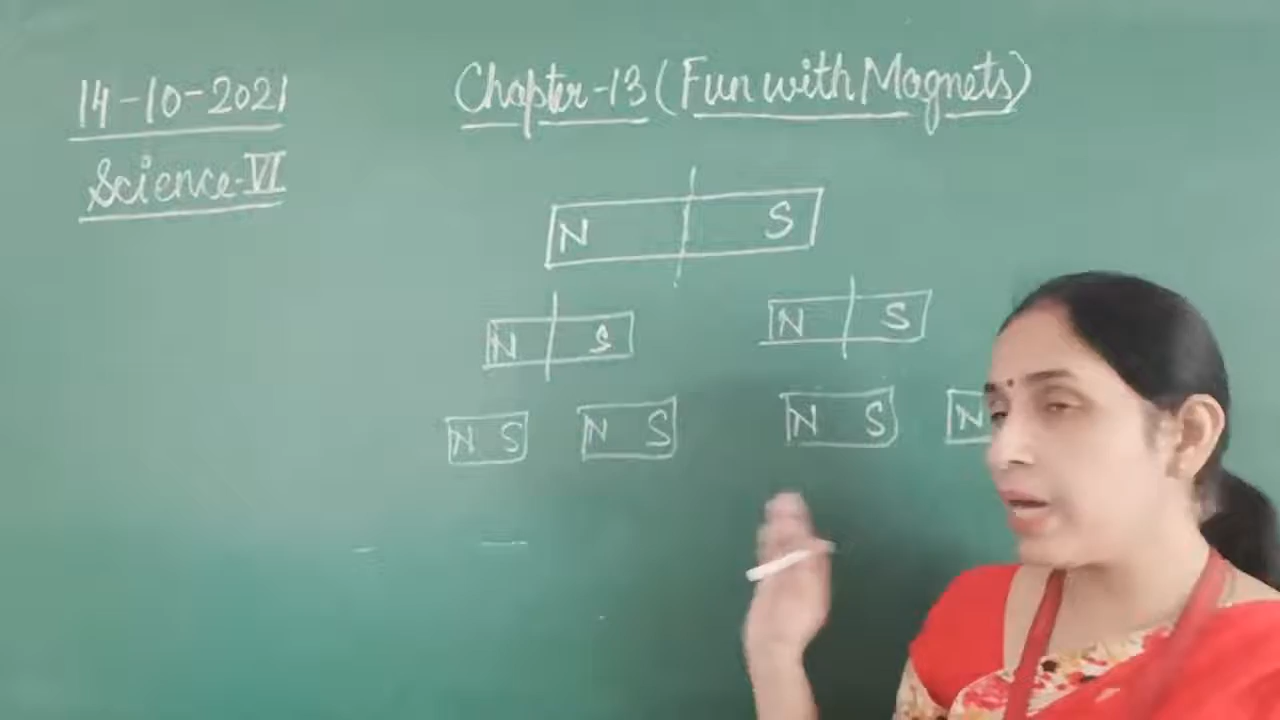 14-10-2021
Science-VI
Chapter-13 (Fun with Magnets)
N S
N S N S
N S N S N S N